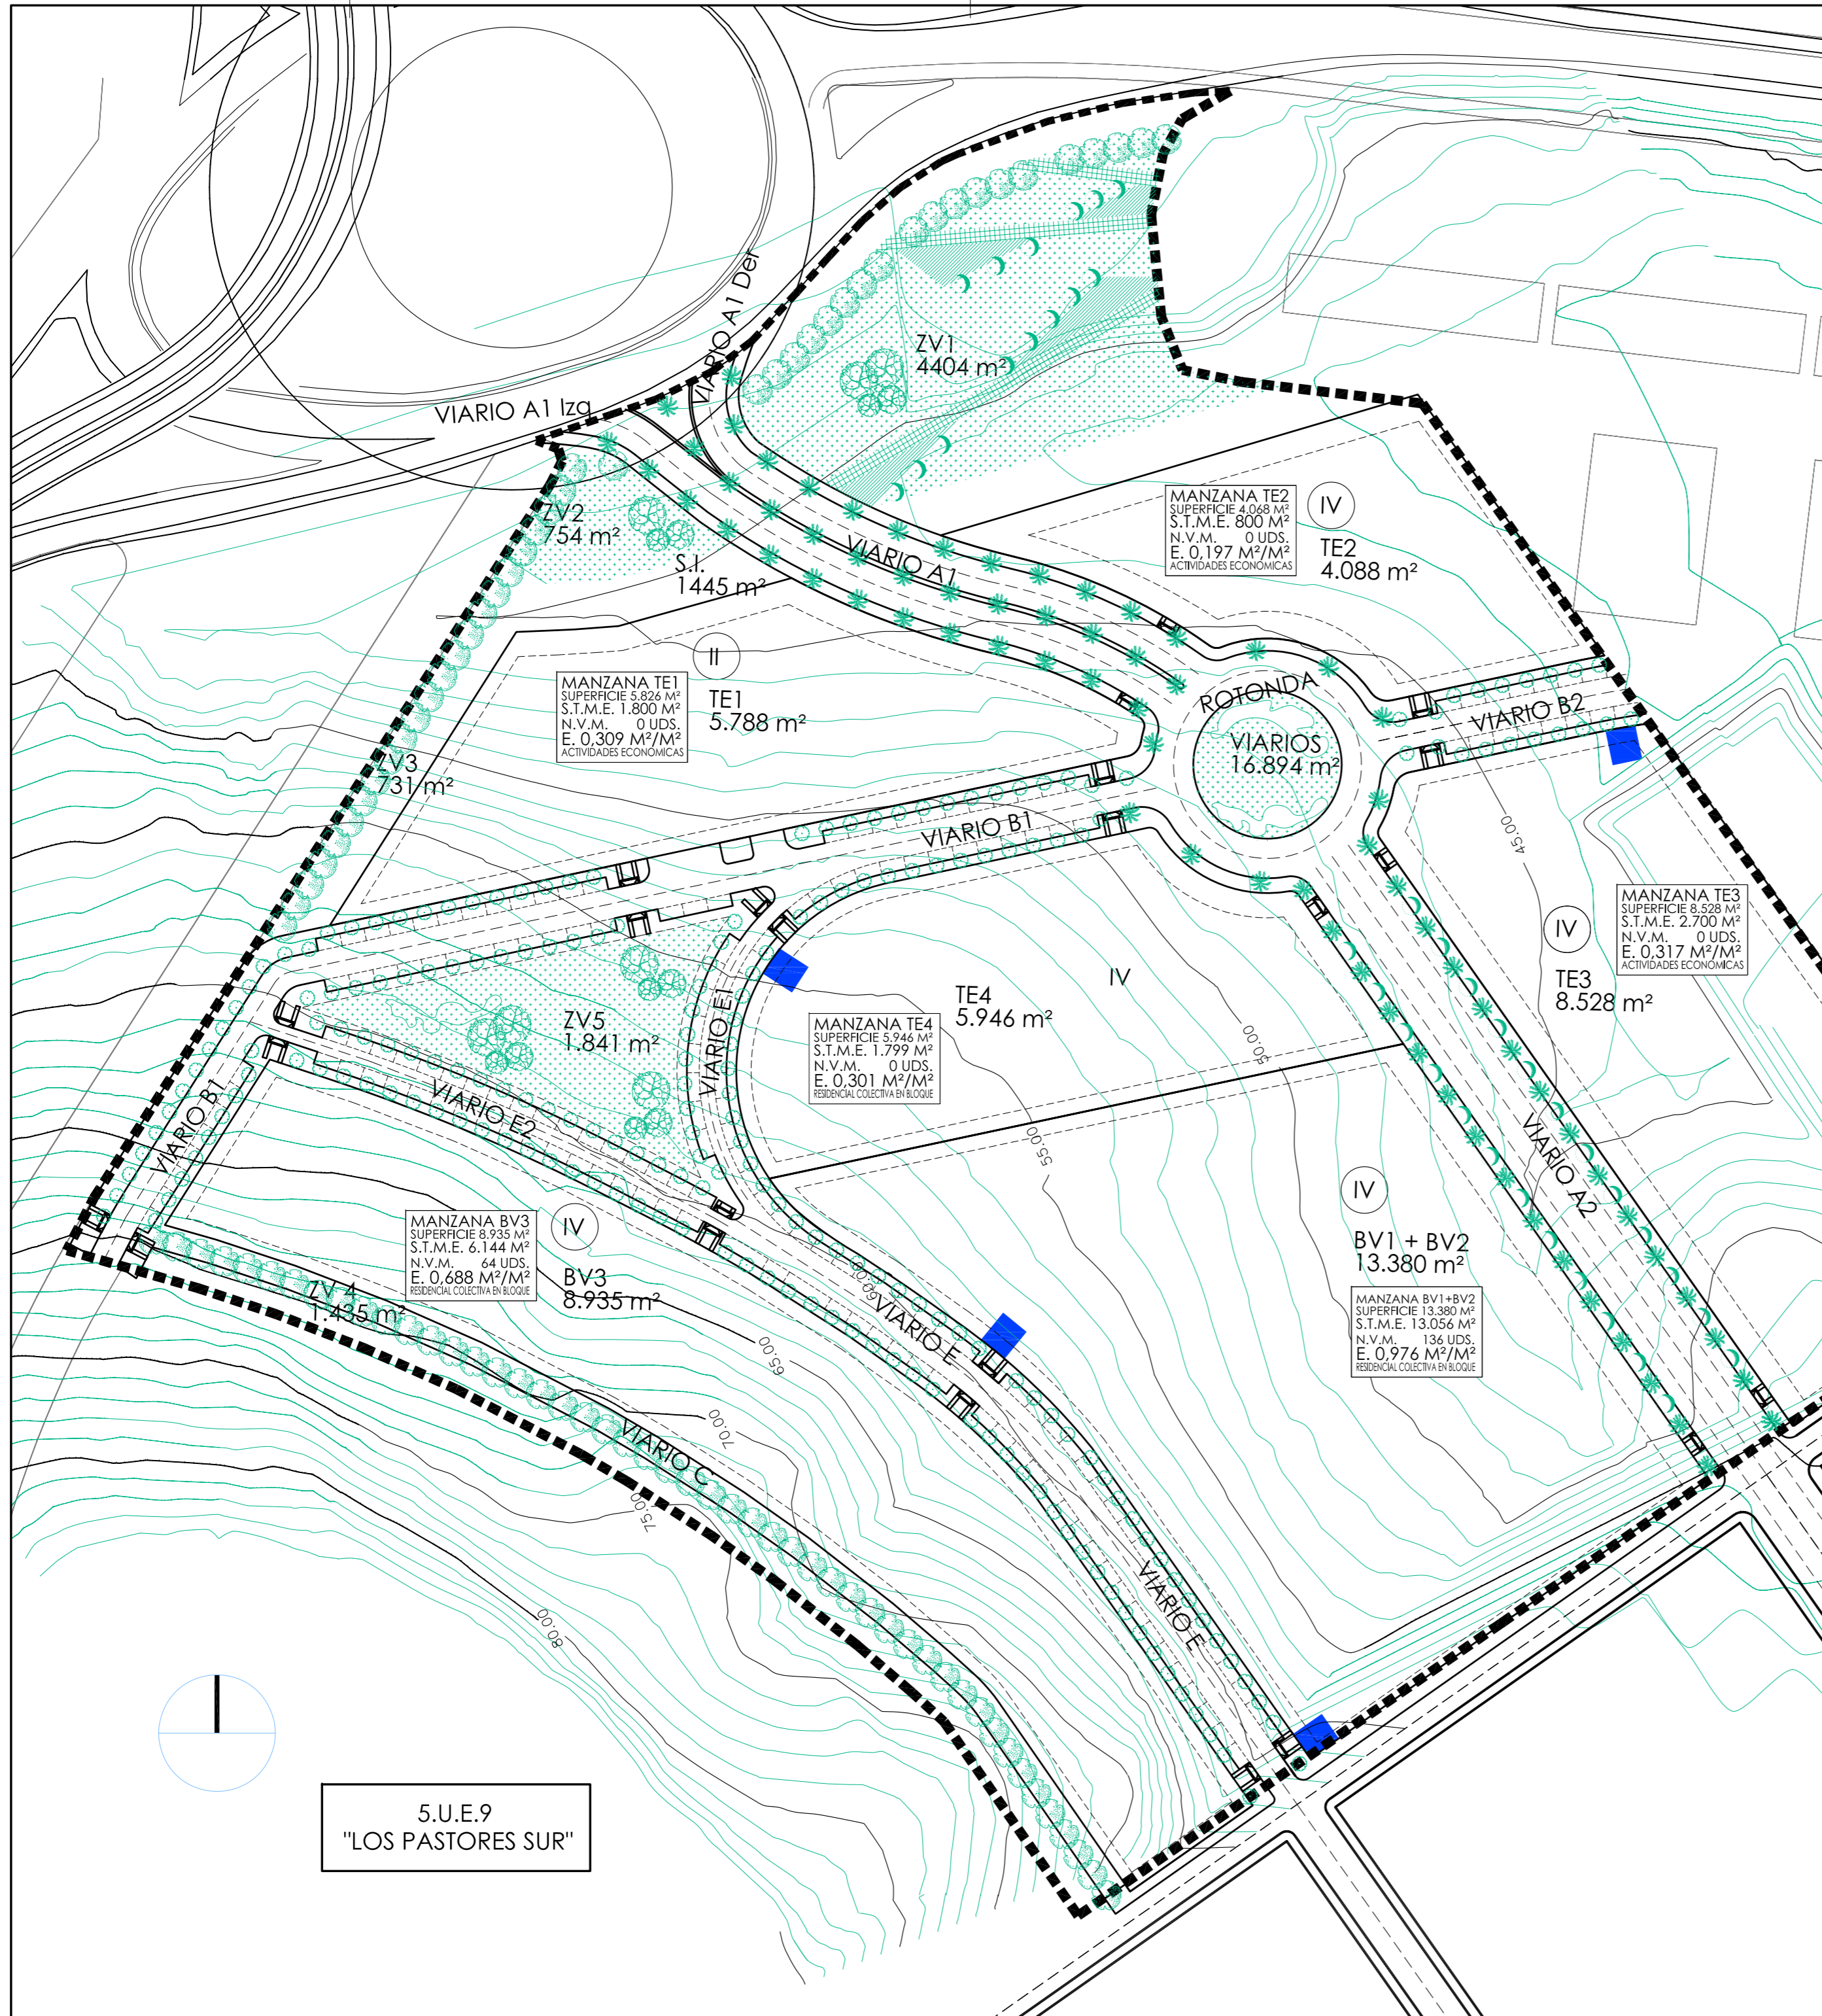 VIARIO A1 Der
ZV1
4404 m²
VIARIO A1 Izq
MANZANA TE2
SUPERFICIE 4.068 M²
S.T.M.E. 800 M²
N.V.M. 0 UDS.
E. 0,197 M²/M²
ACTIVIDADES ECONÓMICAS
IV
TE2
4.088 m²
ZV2
754 m²
S.I.
1445 m²
VIARIO A1
II
MANZANA TE1
SUPERFICIE 5.826 M²
S.T.M.E. 1.800 M²
N.V.M. 0 UDS.
E. 0,309 M²/M²
ACTIVIDADES ECONÓMICAS
TE1
5.788 m²
ROTONDA
VIARIOS
16.894 m²
VIARIO B2
ZV3
731 m²
VIARIO B1
45.00
MANZANA TE3
SUPERFICIE 8.528 M²
S.T.M.E. 2.700 M²
N.V.M. 0 UDS.
E. 0,317 M²/M²
ACTIVIDADES ECONÓMICAS
IV
TE3
8.528 m²
IV
TE4
5.946 m²
MANZANA TE4
SUPERFICIE 5.946 M²
S.T.M.E. 1.799 M²
N.V.M. 0 UDS.
E. 0,301 M²/M²
RESIDENCIAL COLECTIVA EN BLOQUE
50.00
ZV5
1.841 m²
VIARIO E1
VIARIO E2
VIARIO B1
55.00
VIARIO A2
IV
BV1 + BV2
13.380 m²
MANZANA BV1+BV2
SUPERFICIE 13.380 M²
S.T.M.E. 13.056 M²
N.V.M. 136 UDS.
E. 0,976 M²/M²
RESIDENCIAL COLECTIVA EN BLOQUE
MANZANA BV3
SUPERFICIE 8.935 M²
S.T.M.E. 6.144 M²
N.V.M. 64 UDS.
E. 0,688 M²/M²
RESIDENCIAL COLECTIVA EN BLOQUE
IV
BV3
8.935 m²
ZV 4
1.435 m²
60.00
VIARIO E
65.00
70.00
VIARIO C
75.00
VIARIO E
80.00
5.U.E.9
"LOS PASTORES SUR"